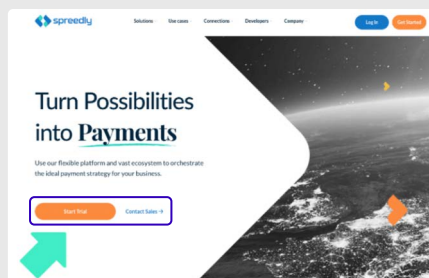 spreedly
Solutions
Use cases
Connections
Developers
Company
Log In
Get Started
Turn Possibilities
into Payments
Use our flexible platform and vast ecosystem to orchestrate
the ideal payment strategy for your business.
Start Trial
Contact Sales →